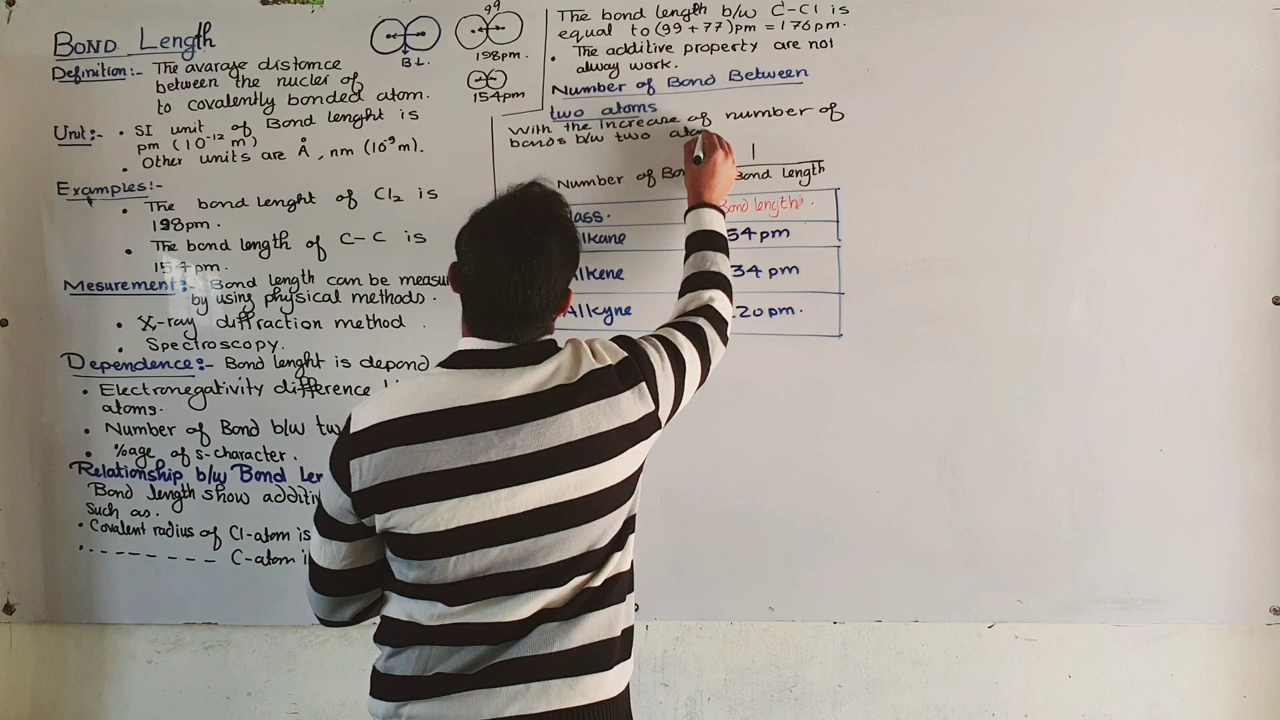 BOND Length
Definition:- The avarage distance
between the nuclei of
to covalently bonded atom.
Unit:- • SI unit of Bond lenght is
pm (10⁻¹² m)
• Other units are Å, nm (10⁻⁹m).
Examples:-
• The bond lenght of Cl₂ is
198pm.
• The bond length of C-C is
154pm.
Mesurement:- Bond length can be measu
by using physical methods.
• X-ray diffraction method.
• Spectroscopy.
Dependence:- Bond lenght is depond
• Electronegativity difference
atoms.
• Number of Bond b/w tw
• %age of s-character.
Relationship b/w Bond Len
Bond length show additiv
Such as.
• Covalent radius of Cl-atom is
• -------- C-atom i
B.L.
99
198pm.
154pm
The bond length b/w C-Cl is
equal to (99+77)pm = 176pm.
• The additive property are not
alway work.
Number of Bond Between
two atoms
With the Increase of number of
bonds b/w two atom
Number of Bo 1
Bond length
lass. Bond length.
lkane 54pm
lkene 34pm
Alkyne 20pm.